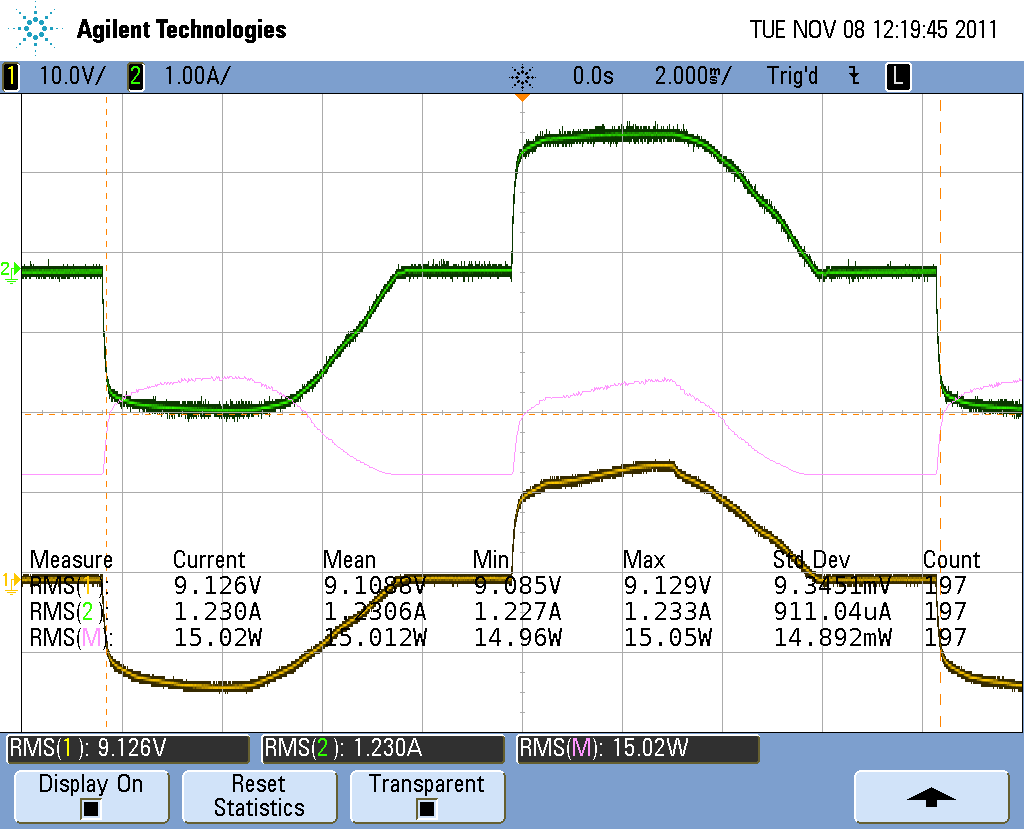 Agilent Technologies TUE NOV 08 12:19:45 2011
1 10.0V/ 2 1.00A/ 0.0s 2.000ms/ Trig'd L
2
1
Measure Current Mean Min Max Std Dev Count
RMS(1): 9.126V 9.1088V 9.085V 9.129V 9.3451mV 197
RMS(2): 1.230A 1.2306A 1.227A 1.233A 911.04uA 197
RMS(M): 15.02W 15.012W 14.96W 15.05W 14.892mW 197
RMS(1): 9.126V RMS(2): 1.230A RMS(M): 15.02W
Display On Reset Transparent
Statistics